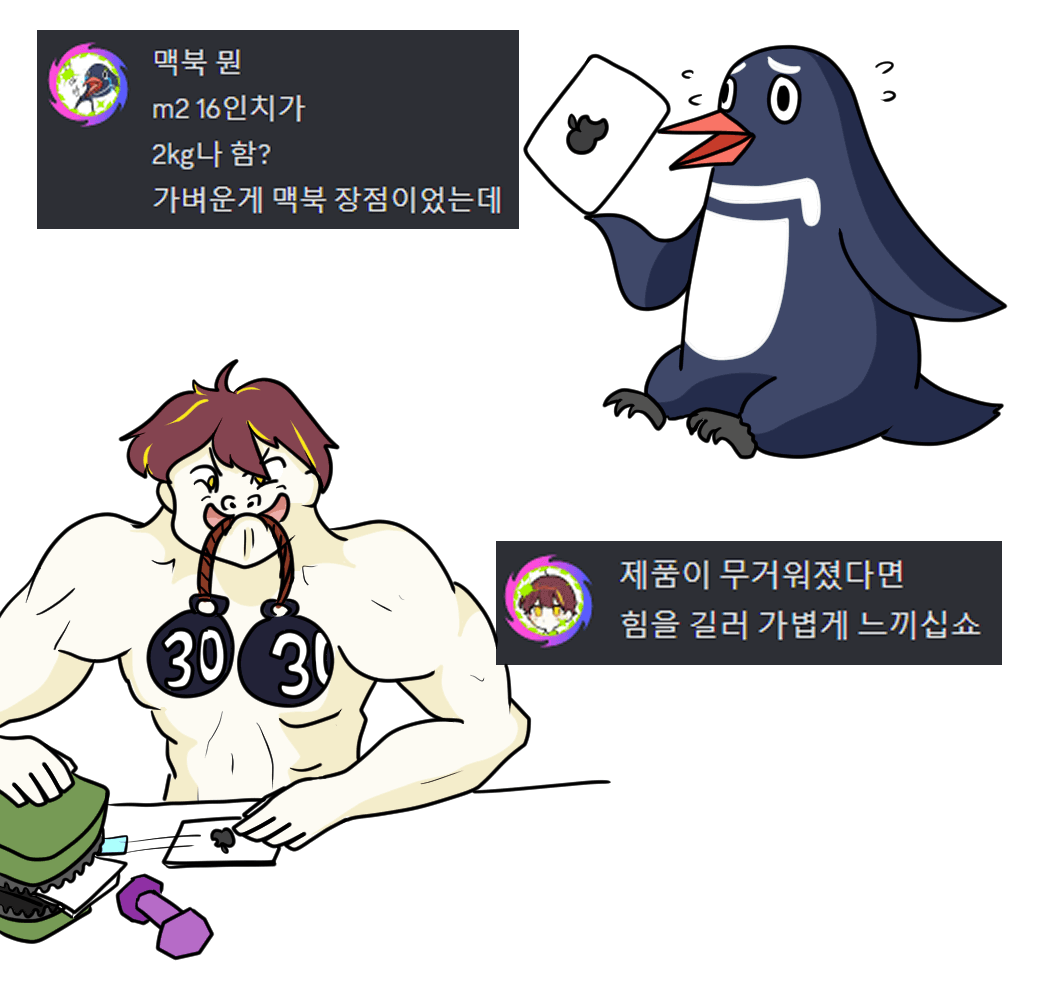 맥북 뭔
m2 16인치가
2kg나 함?
가벼운게 맥북 장점이었는데
30 30
제품이 무거워졌다면
힘을 길러 가볍게 느끼십쇼